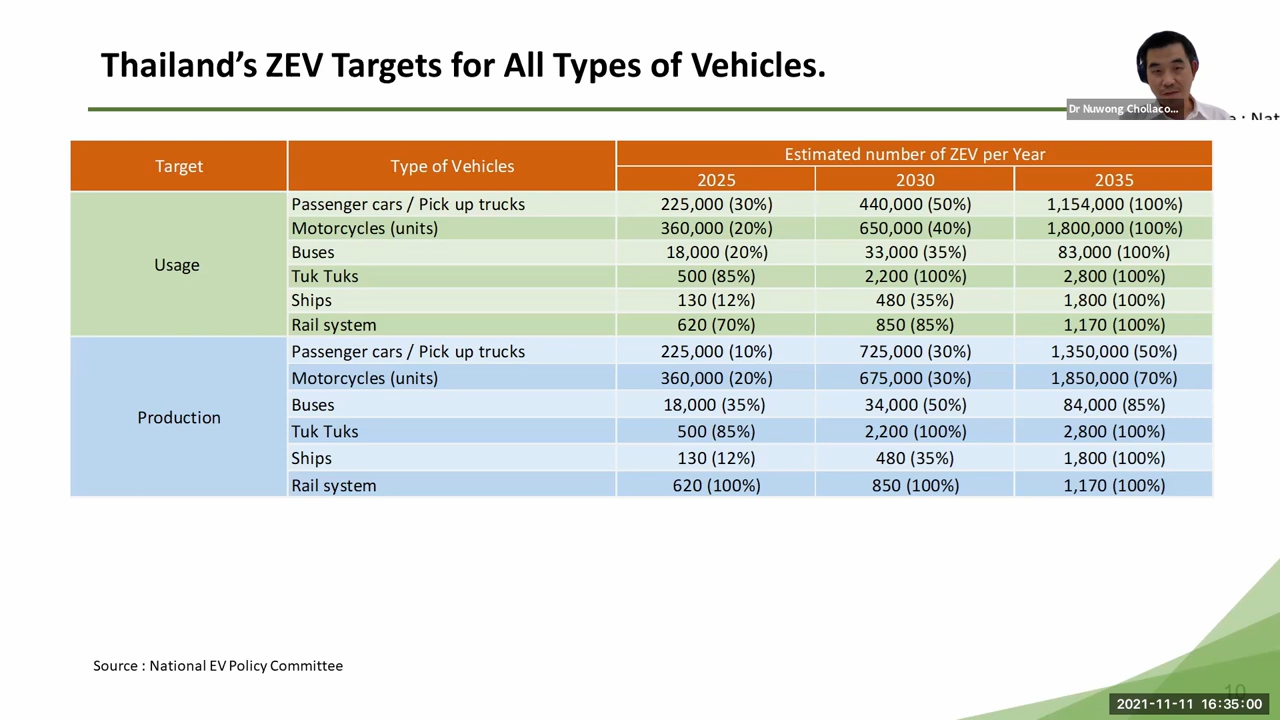 Thailand's ZEV Targets for All Types of Vehicles.
Dr Nuwong Chollaco...
e : Nat
Target Type of Vehicles Estimated number of ZEV per Year
2025 2030 2035
Usage
Passenger cars / Pick up trucks 225,000 (30%) 440,000 (50%) 1,154,000 (100%)
Motorcycles (units) 360,000 (20%) 650,000 (40%) 1,800,000 (100%)
Buses 18,000 (20%) 33,000 (35%) 83,000 (100%)
Tuk Tuks 500 (85%) 2,200 (100%) 2,800 (100%)
Ships 130 (12%) 480 (35%) 1,800 (100%)
Rail system 620 (70%) 850 (85%) 1,170 (100%)
Production
Passenger cars / Pick up trucks 225,000 (10%) 725,000 (30%) 1,350,000 (50%)
Motorcycles (units) 360,000 (20%) 675,000 (30%) 1,850,000 (70%)
Buses 18,000 (35%) 34,000 (50%) 84,000 (85%)
Tuk Tuks 500 (85%) 2,200 (100%) 2,800 (100%)
Ships 130 (12%) 480 (35%) 1,800 (100%)
Rail system 620 (100%) 850 (100%) 1,170 (100%)
Source : National EV Policy Committee
10
2021-11-11 16:35:00